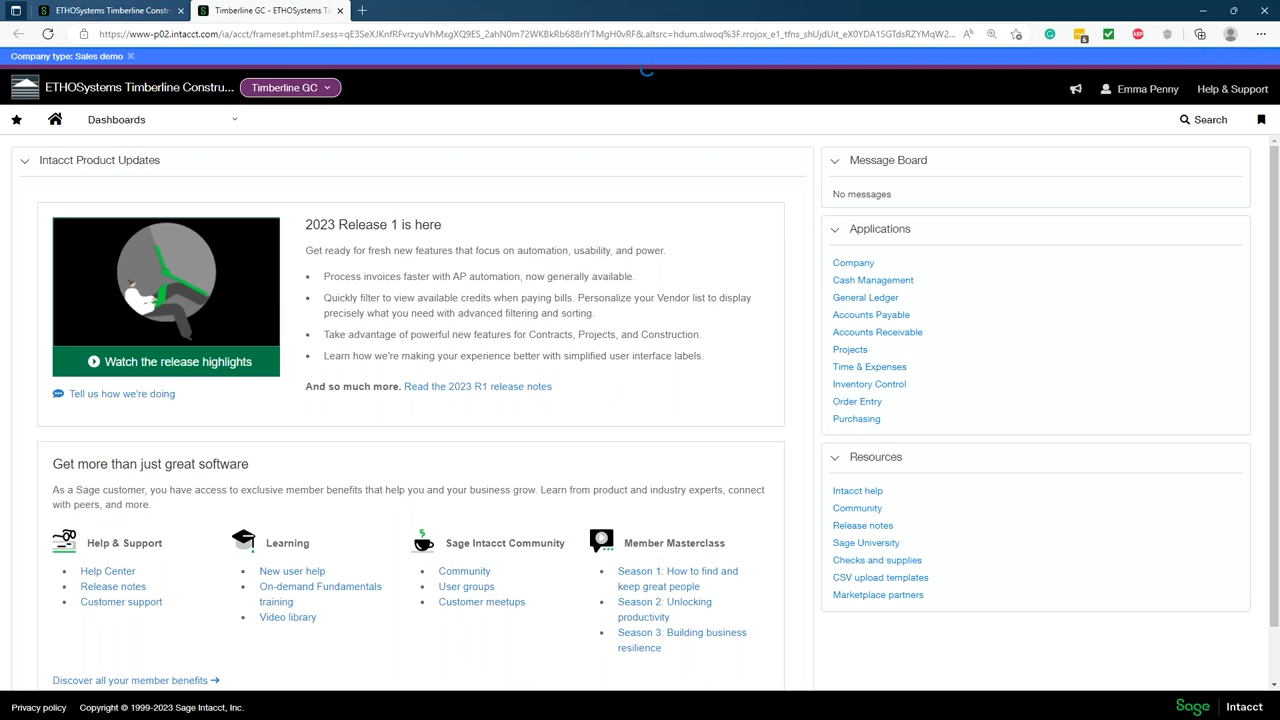 ETHOSystems Timberline Constru
Timberline GC - ETHOSystems Ti
https://www-p02.intacct.com/ia/acct/frameset.phtml?.sess=
Company type: Sales demo
ETHOSystems Timberline Constru...
Timberline GC
Emma Penny
Help & Support
Dashboards
Search
Intacct Product Updates
2023 Release 1 is here
Get ready for fresh new features that focus on automation, usability, and power.
• Process invoices faster with AP automation, now generally available.
• Quickly filter to view available credits when paying bills. Personalize your Vendor list to display
precisely what you need with advanced filtering and sorting.
• Take advantage of powerful new features for Contracts, Projects, and Construction.
• Learn how we're making your experience better with simplified user interface labels.
Watch the release highlights
And so much more. Read the 2023 R1 release notes
Tell us how we're doing
Get more than just great software
As a Sage customer, you have access to exclusive member benefits that help you and your business grow. Learn from product and industry experts, connect
with peers, and more.
Help & Support
• Help Center
• Release notes
• Customer support
Learning
• New user help
• On-demand Fundamentals
training
• Video library
Sage Intacct Community
• Community
• User groups
• Customer meetups
Member Masterclass
• Season 1: How to find and
keep great people
• Season 2: Unlocking
productivity
• Season 3: Building business
resilience
Discover all your member benefits
Message Board
No messages
Applications
Company
Cash Management
General Ledger
Accounts Payable
Accounts Receivable
Projects
Time & Expenses
Inventory Control
Order Entry
Purchasing
Resources
Intacct help
Community
Release notes
Sage University
Checks and supplies
CSV upload templates
Marketplace partners
Privacy policy
Copyright © 1999-2023 Sage Intacct, Inc.
Sage Intacct